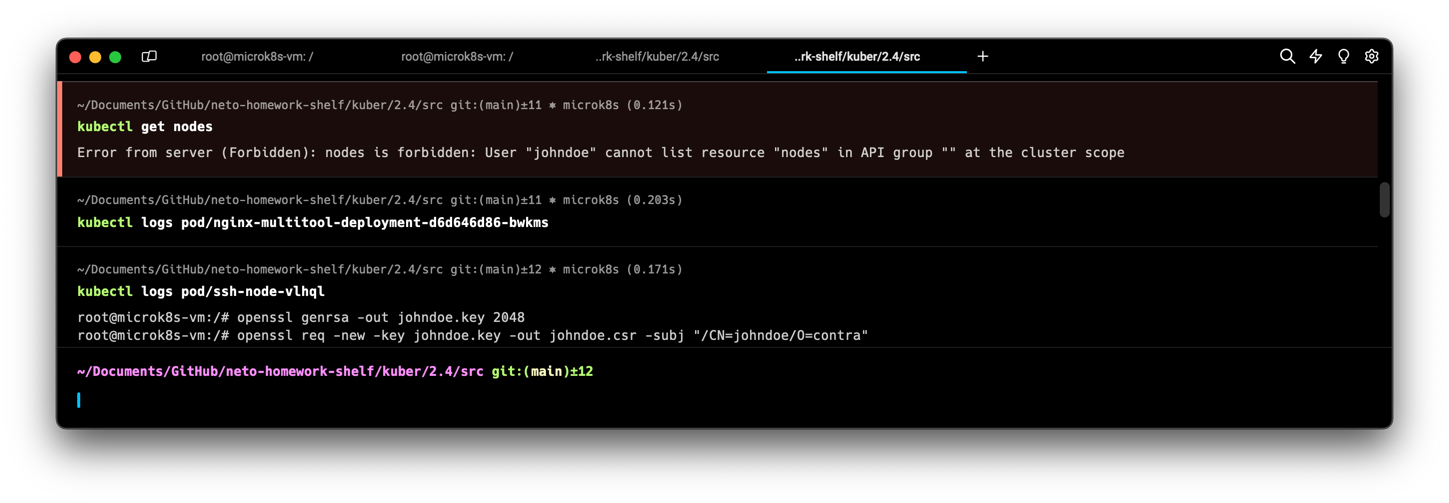 root@microk8s-vm: / root@microk8s-vm: / ..rk-shelf/kuber/2.4/src ..rk-shelf/kuber/2.4/src +
~/Documents/GitHub/neto-homework-shelf/kuber/2.4/src git:(main)±11 ⎈ microk8s (0.121s)
kubectl get nodes
Error from server (Forbidden): nodes is forbidden: User "johndoe" cannot list resource "nodes" in API group "" at the cluster scope
~/Documents/GitHub/neto-homework-shelf/kuber/2.4/src git:(main)±11 ⎈ microk8s (0.203s)
kubectl logs pod/nginx-multitool-deployment-d6d646d86-bwkms
~/Documents/GitHub/neto-homework-shelf/kuber/2.4/src git:(main)±12 ⎈ microk8s (0.171s)
kubectl logs pod/ssh-node-vlhql
root@microk8s-vm:/# openssl genrsa -out johndoe.key 2048
root@microk8s-vm:/# openssl req -new -key johndoe.key -out johndoe.csr -subj "/CN=johndoe/O=contra"
~/Documents/GitHub/neto-homework-shelf/kuber/2.4/src git:(main)±12